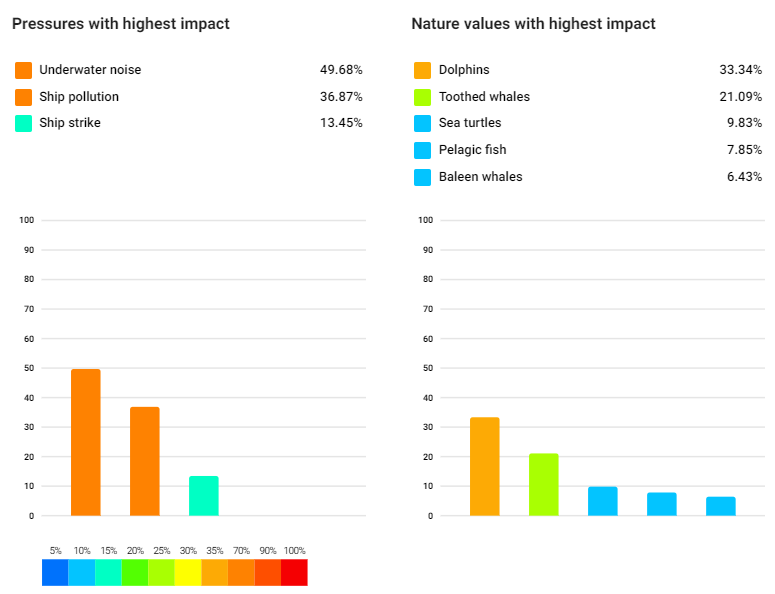 Pressures with highest impact
Underwater noise 49.68%
Ship pollution 36.87%
Ship strike 13.45%
100
90
80
70
60
50
40
30
20
10
0
5% 10% 15% 20% 25% 30% 35% 70% 90% 100%
Nature values with highest impact
Dolphins 33.34%
Toothed whales 21.09%
Sea turtles 9.83%
Pelagic fish 7.85%
Baleen whales 6.43%
100
90
80
70
60
50
40
30
20
10
0